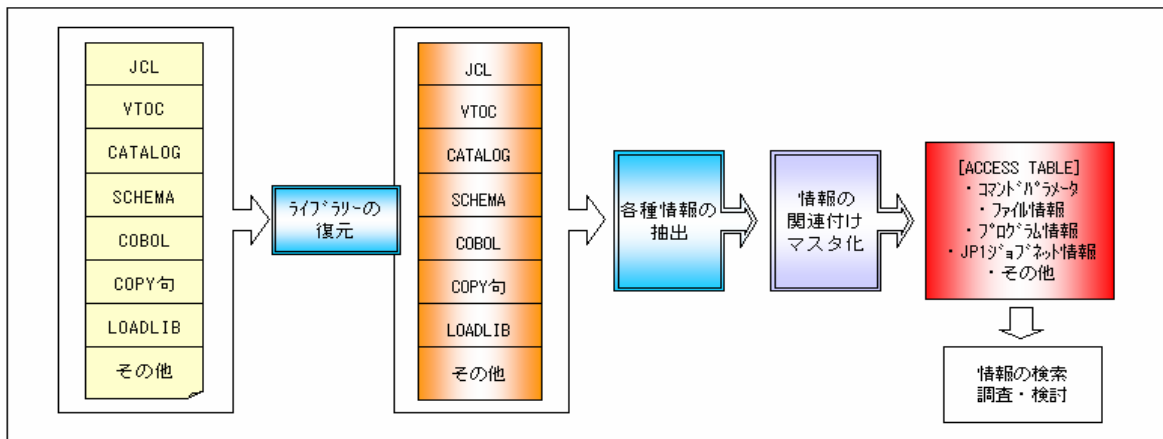 JCL
VTOC
CATALOG
SCHEMA
COBOL
COPY句
LOADLIB
その他
ﾗｲﾌﾞﾗﾘｰの
復元
JCL
VTOC
CATALOG
SCHEMA
COBOL
COPY句
LOADLIB
その他
各種情報の
抽出
情報の
関連付け
マスタ化
[ACCESS TABLE]
・ｺﾏﾝﾄﾞﾊﾟﾗﾒｰﾀ
・ﾌｧｲﾙ情報
・ﾌﾟﾛｸﾞﾗﾑ情報
・JP1ｼﾞｮﾌﾞﾈｯﾄ情報
・その他
情報の検索
調査・検討